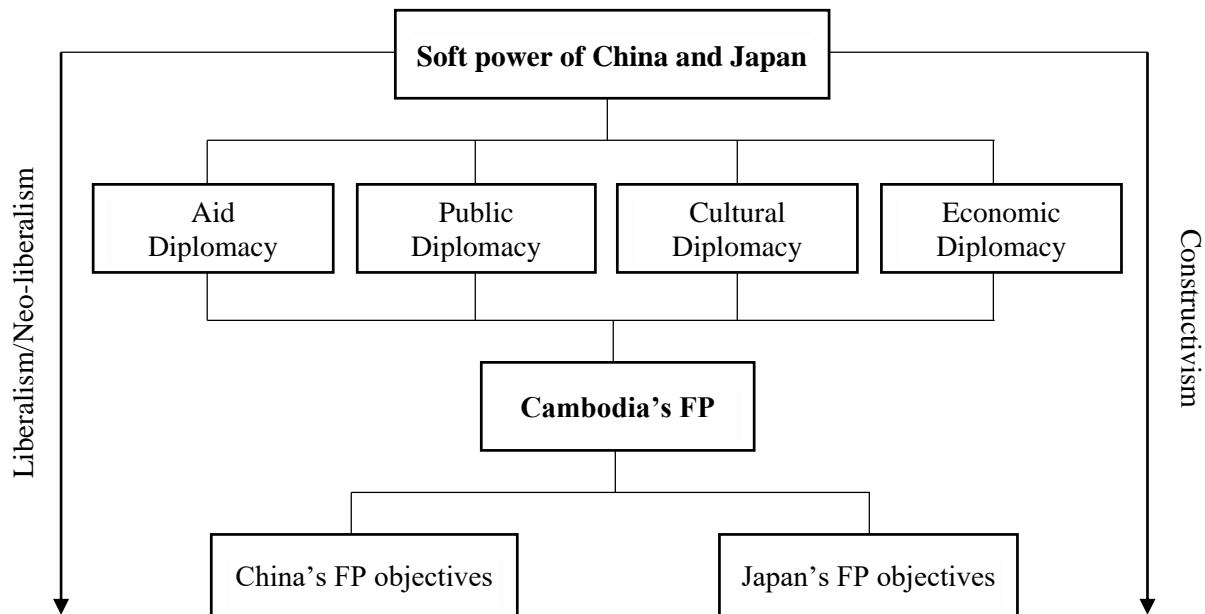 Soft power of China and Japan
Liberalism/Neo-liberalism
Aid
Diplomacy
Public
Diplomacy
Cultural
Diplomacy
Economic
Diplomacy
Constructivism
Cambodia’s FP
China’s FP objectives
Japan’s FP objectives